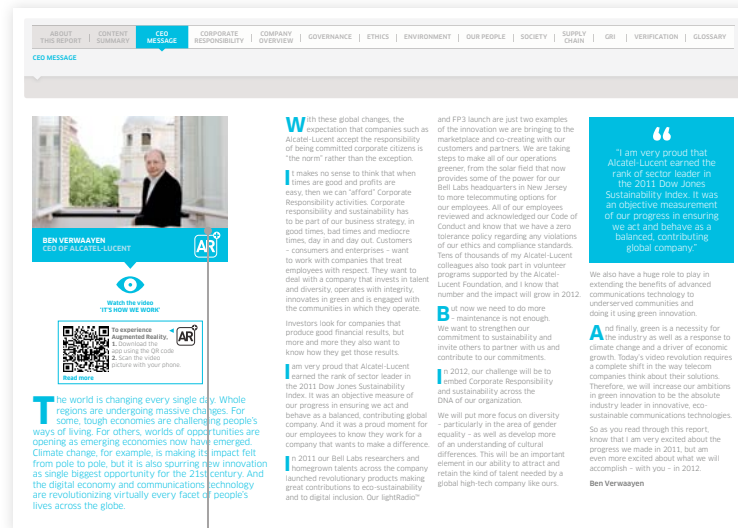 ABOUT
THIS REPORT
CONTENT
SUMMARY
CEO
MESSAGE
CORPORATE
RESPONSIBILITY
COMPANY
OVERVIEW
GOVERNANCE
ETHICS
ENVIRONMENT
OUR PEOPLE
SOCIETY
SUPPLY
CHAIN
GRI
VERIFICATION
GLOSSARY
CEO MESSAGE
BEN VERWAAYEN
CEO OF ALCATEL-LUCENT
AR+
Watch the video
'IT'S HOW WE WORK'
To experience
Augmented Reality,
1. Download the
app using the QR code
2. Scan the video
picture with your phone.
AR+
Read more
The world is changing every single day. Whole
regions are undergoing massive changes. For
some, tough economies are challenging people's
ways of living. For others, worlds of opportunities are
opening as emerging economies now have emerged.
Climate change, for example, is making its impact felt
from pole to pole, but it is also spurring new innovation
as single biggest opportunity for the 21st century. And
the digital economy and communications technology
are revolutionizing virtually every facet of people's
lives across the globe.
With these global changes, the
expectation that companies such as
Alcatel-Lucent accept the responsibility
of being committed corporate citizens is
"the norm" rather than the exception.
It makes no sense to think that when
times are good and profits are
easy, then we can "afford" Corporate
Responsibility activities. Corporate
responsibility and sustainability has
to be part of our business strategy, in
good times, bad times and mediocre
times, day in and day out. Customers
– consumers and enterprises – want
to work with companies that treat
employees with respect. They want to
deal with a company that invests in talent
and diversity, operates with integrity,
innovates in green and is engaged with
the communities in which they operate.
Investors look for companies that
produce good financial results, but
more and more they also want to
know how they get those results.
I am very proud that Alcatel-Lucent
earned the rank of sector leader in
the 2011 Dow Jones Sustainability
Index. It was an objective measure of
our progress in ensuring we act and
behave as a balanced, contributing global
company. And it was a proud moment for
our employees to know they work for a
company that wants to make a difference.
In 2011 our Bell Labs researchers and
homegrown talents across the company
launched revolutionary products making
great contributions to eco-sustainability
and to digital inclusion. Our lightRadio™
and FP3 launch are just two examples
of the innovation we are bringing to the
marketplace and co-creating with our
customers and partners. We are taking
steps to make all of our operations
greener, from the solar field that now
provides some of the power for our
Bell Labs headquarters in New Jersey
to more telecommuting options for
our employees. All of our employees
reviewed and acknowledged our Code of
Conduct and know that we have a zero
tolerance policy regarding any violations
of our ethics and compliance standards.
Tens of thousands of my Alcatel-Lucent
colleagues also took part in volunteer
programs supported by the Alcatel-
Lucent Foundation, and I know that
number and the impact will grow in 2012.
But now we need to do more
– maintenance is not enough.
We want to strengthen our
commitment to sustainability and
invite others to partner with us and
contribute to our commitments.
In 2012, our challenge will be to
embed Corporate Responsibility
and sustainability across the
DNA of our organization.
We will put more focus on diversity
– particularly in the area of gender
equality – as well as develop more
of an understanding of cultural
differences. This will be an important
element in our ability to attract and
retain the kind of talent needed by a
global high-tech company like ours.
"I am very proud that
Alcatel-Lucent earned the
rank of sector leader in
the 2011 Dow Jones
Sustainability Index. It was
an objective measurement
of our progress in ensuring
we act and behave as a
balanced, contributing
global company."
We also have a huge role to play in
extending the benefits of advanced
communications technology to
underserved communities and
doing it using green innovation.
And finally, green is a necessity for
the industry as well as a response to
climate change and a driver of economic
growth. Today's video revolution requires
a complete shift in the way telecom
companies think about their solutions.
Therefore, we will increase our ambitions
in green innovation to be the absolute
industry leader in innovative, eco-
sustainable communications technologies.
So as you read through this report,
know that I am very excited about the
progress we made in 2011, but am
even more excited about what we will
accomplish – with you – in 2012.
Ben Verwaayen